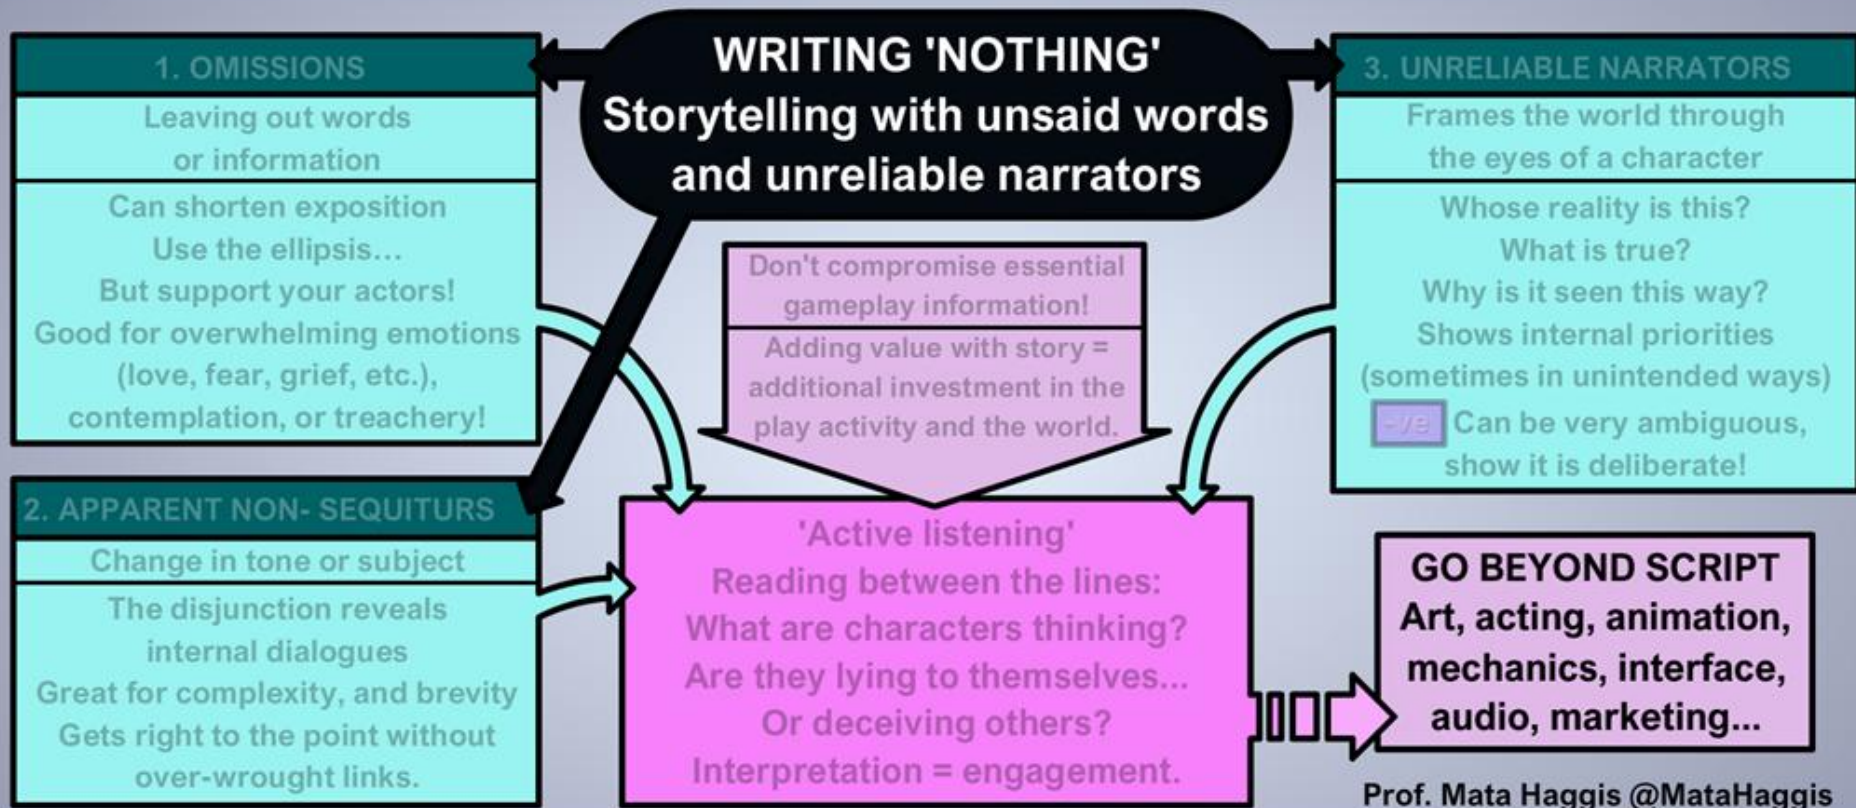 WRITING 'NOTHING'
Storytelling with unsaid words
and unreliable narrators
1. OMISSIONS
Leaving out words
or information
Can shorten exposition
Use the ellipsis...
But support your actors!
Good for overwhelming emotions
(love, fear, grief, etc.),
contemplation, or treachery!
2. APPARENT NON- SEQUITURS
Change in tone or subject
The disjunction reveals
internal dialogues
Great for complexity, and brevity
Gets right to the point without
over-wrought links.
3. UNRELIABLE NARRATORS
Frames the world through
the eyes of a character
Whose reality is this?
What is true?
Why is it seen this way?
Shows internal priorities
(sometimes in unintended ways)
-ve Can be very ambiguous,
show it is deliberate!
Don't compromise essential
gameplay information!
Adding value with story =
additional investment in the
play activity and the world.
'Active listening'
Reading between the lines:
What are characters thinking?
Are they lying to themselves...
Or deceiving others?
Interpretation = engagement.
GO BEYOND SCRIPT
Art, acting, animation,
mechanics, interface,
audio, marketing...
Prof. Mata Haggis @MataHaggis